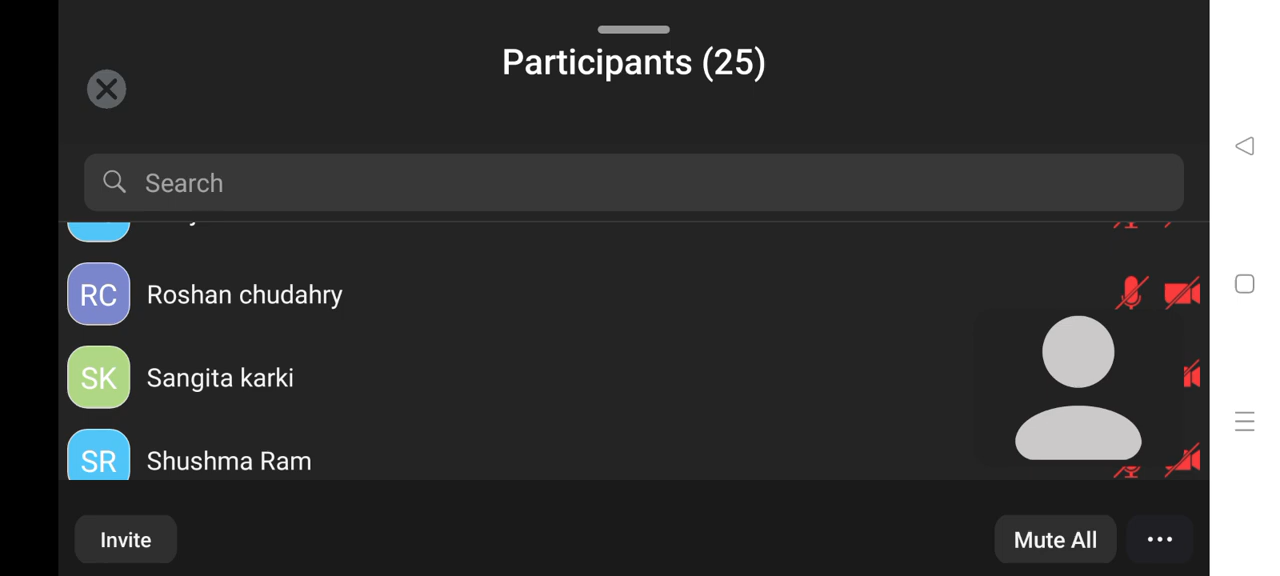 Participants (25)
Search
RC Roshan chudahry
SK Sangita karki
SR Shushma Ram
Invite
Mute All